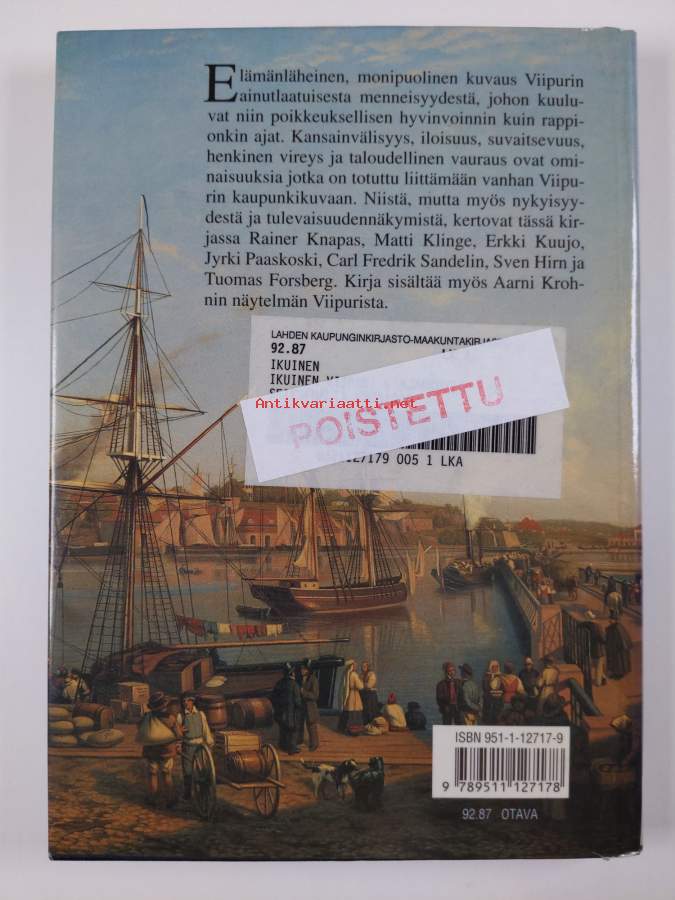 Elämänläheinen, monipuolinen kuvaus Viipurin
ainutlaatuisesta menneisyydestä, johon kuulu-
vat niin poikkeuksellisen hyvinvoinnin kuin rappi-
onkin ajat. Kansainvälisyys, iloisuus, suvaitsevuus,
henkinen vireys ja taloudellinen vauraus ovat omi-
naisuuksia jotka on totuttu liittämään vanhan Viipu-
rin kaupunkikuvaan. Niistä, mutta myös nykyisyy-
destä ja tulevaisuudennäkymistä, kertovat tässä kir-
jassa Rainer Knapas, Matti Klinge, Erkki Kuujo,
Jyrki Paaskoski, Carl Fredrik Sandelin, Sven Hirn ja
Tuomas Forsberg. Kirja sisältää myös Aarni Kroh-
nin näytelmän Viipurista.
LAHDEN KAUPUNGINKIRJASTO-MAAKUNTAKIRJAS
92.87
IKUINEN
IKUINEN
Antikvariaatti.net
POISTETTU
179 005 1 LKA
ISBN 951-1-12717-9
9 789511 127178
92.87 OTAVA